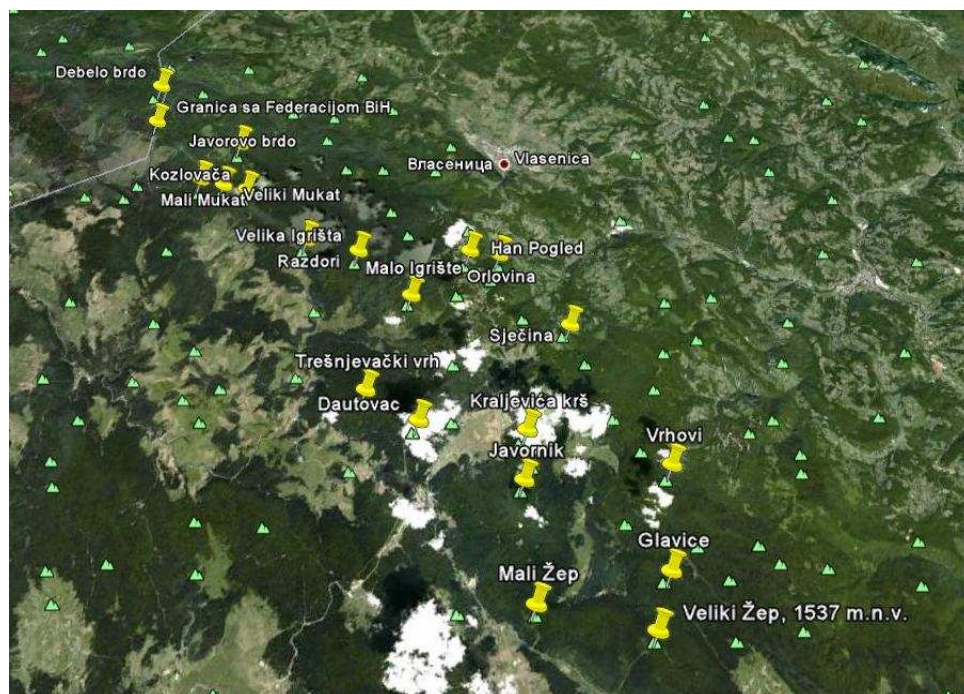 Debelo brdo
Granica sa Federacijom BiH
Javorovo brdo
Власеница Vlasenica
Kozlovača
Mali Mukat Veliki Mukat
Velika Igrišta
Han Pogled
Razdori
Malo Igrište
Orlovina
Sječina
Trešnjevački vrh
Dautovac
Kraljevića krš
Vrhovi
Javornik
Glavice
Mali Žep
Veliki Žep, 1537 m.n.v.